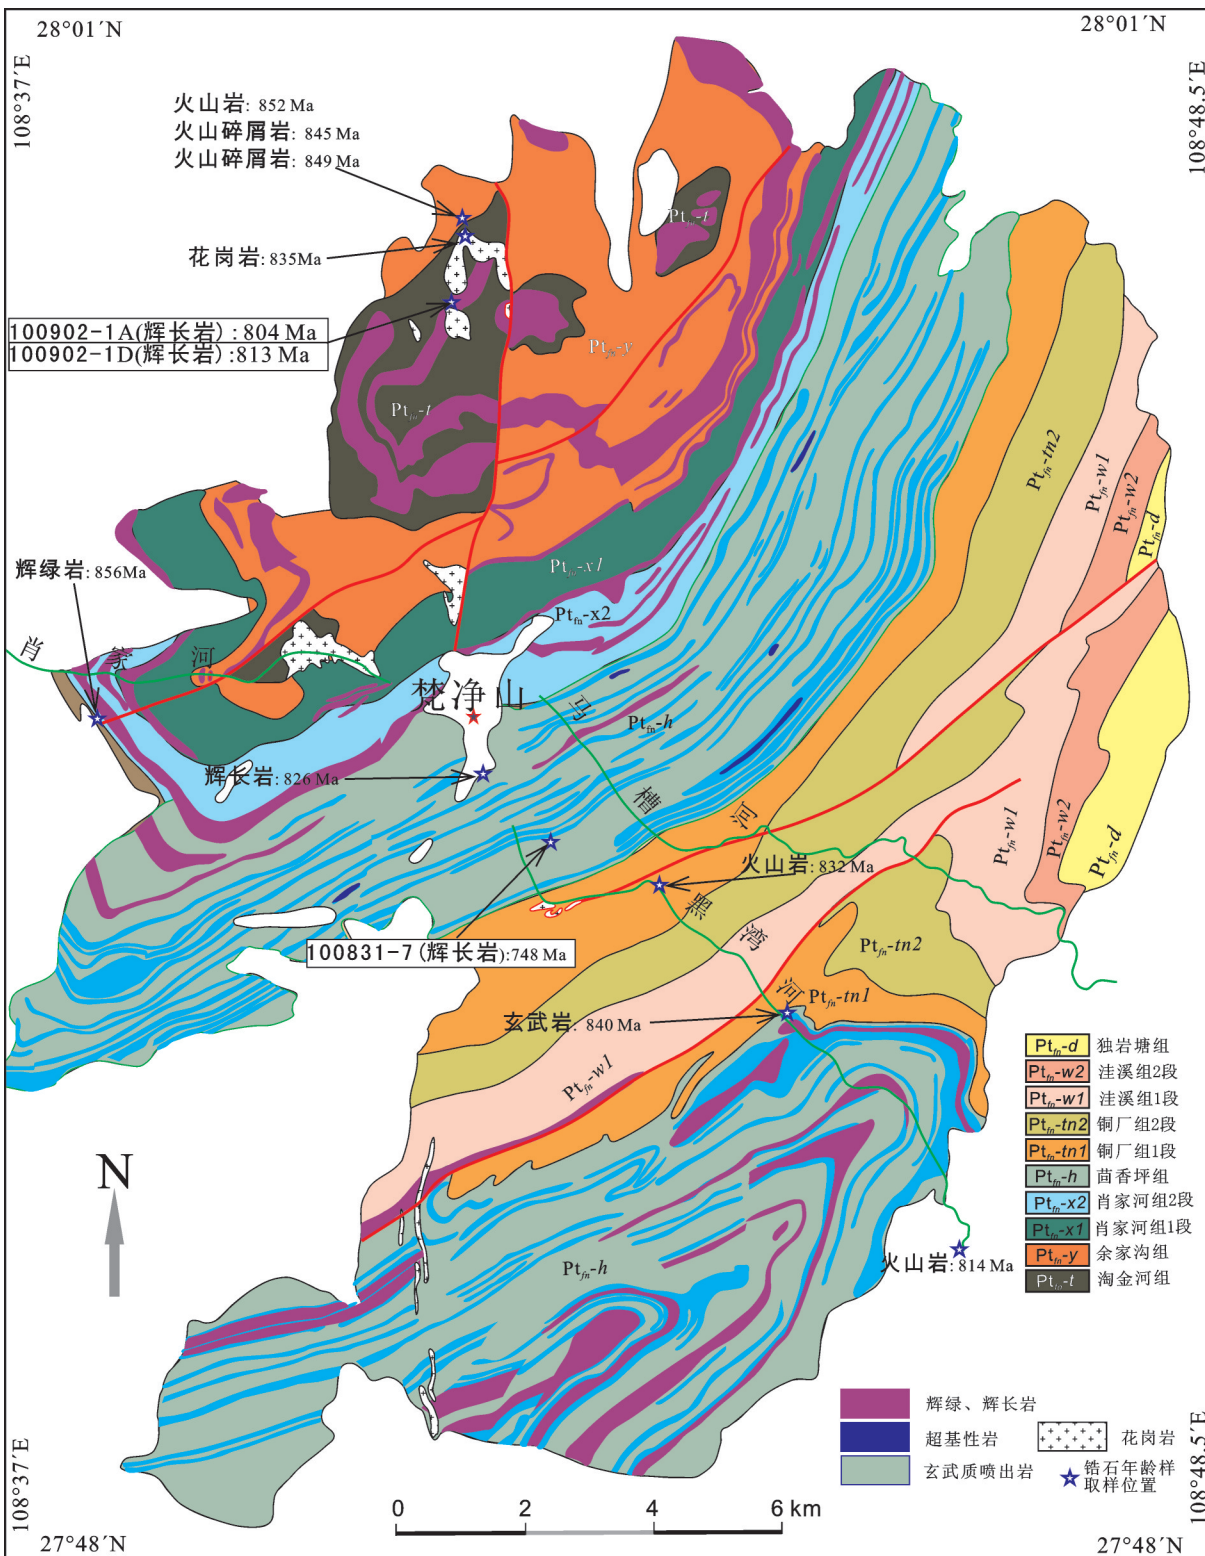 28°01´N
28°01´N
108°37´E
108°48.5´E
火山岩: 852 Ma
火山碎屑岩: 845 Ma
火山碎屑岩: 849 Ma
花岗岩: 835Ma
100902-1A(辉长岩) : 804 Ma
100902-1D(辉长岩) :813 Ma
Ptfn-t
Ptfn-y
Ptfn-t
Ptfn-tn2
Ptfn-w1
Ptfn-w2
Ptfn-d
辉绿岩: 856Ma
Ptfn-x1
Ptfn-x2
肖家河
梵净山
马槽河
Ptfn-h
辉长岩: 826 Ma
火山岩: 832 Ma
Ptfn-w1
Ptfn-w2
Ptfn-d
黑湾河
100831-7 (辉长岩):748 Ma
Ptfn-tn2
Ptfn-tn1
玄武岩: 840 Ma
Ptfn-w1
Ptfn-h
火山岩: 814 Ma
N
Ptfn-d 独岩塘组
Ptfn-w2 洼溪组2段
Ptfn-w1 洼溪组1段
Ptfn-tn2 铜厂组2段
Ptfn-tn1 铜厂组1段
Ptfn-h 茴香坪组
Ptfn-x2 肖家河组2段
Ptfn-x1 肖家河组1段
Ptfn-y 余家沟组
Ptfn-t 淘金河组
辉绿、辉长岩
超基性岩
花岗岩
玄武质喷出岩
锆石年龄样
取样位置
0 2 4 6 km
108°37´E
108°48.5´E
27°48´N
27°48´N